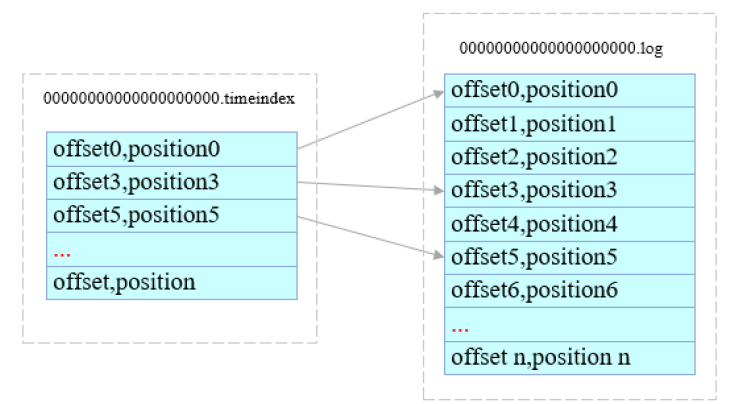 00000000000000000000.timeindex
offset0,position0
offset3,position3
offset5,position5
...
offset,position
00000000000000000000.log
offset0,position0
offset1,position1
offset2,position2
offset3,position3
offset4,position4
offset5,position5
offset6,position6
...
offset n,position n